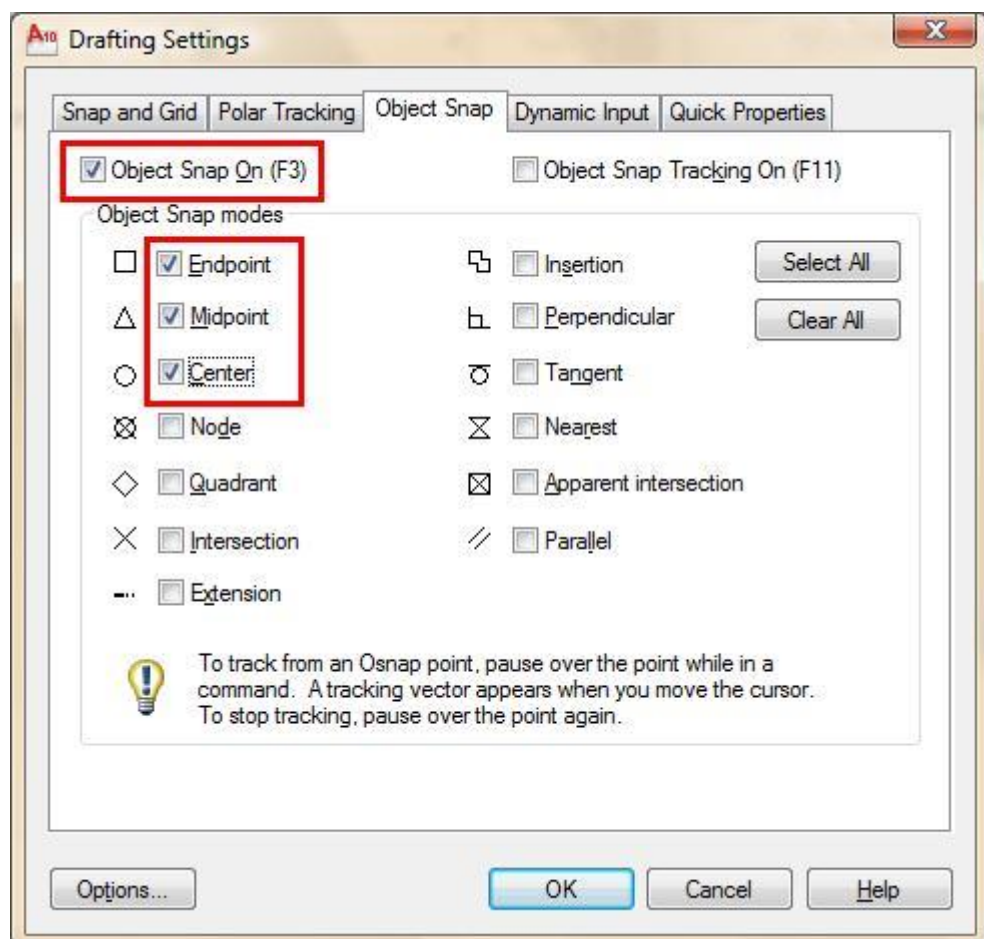 A10 Drafting Settings
Snap and Grid Polar Tracking Object Snap Dynamic Input Quick Properties
Object Snap On (F3) Object Snap Tracking On (F11)
Object Snap modes
Endpoint Insertion Select All
Midpoint Perpendicular Clear All
Center Tangent
Node Nearest
Quadrant Apparent intersection
Intersection Parallel
Extension
To track from an Osnap point, pause over the point while in a
command. A tracking vector appears when you move the cursor.
To stop tracking, pause over the point again.
Options... OK Cancel Help